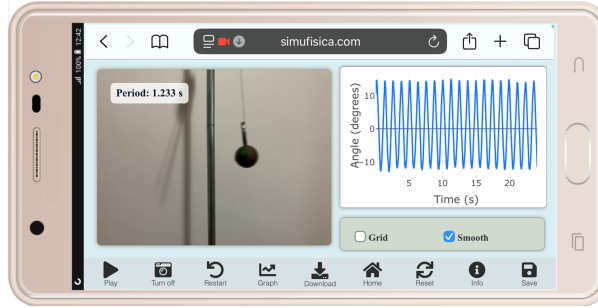 100% 12:42
simufisica.com
Period: 1.233 s
Angle (degrees)
10
0
−10
5 10 15 20
Time (s)
Grid Smooth
Play Turn off Restart Graph Download Home Reset Info Save